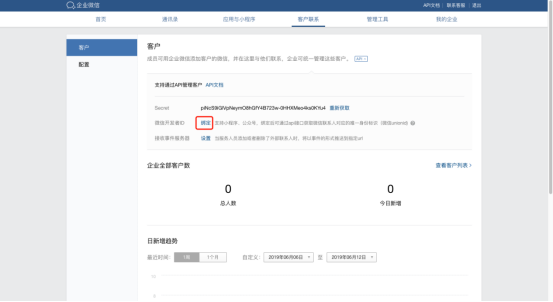 企业微信
API文档 | 联系客服 | 退出
首页 通讯录 应用与小程序 客户联系 管理工具 我的企业
客户
配置
客户
成员可用企业微信添加客户的微信，并在这里与他们联系。企业可统一管理这些客户。 API
支持通过API管理客户 API文档
Secret 重新获取
微信开发者ID 绑定
接收事件服务器 设置
企业全部客户数 查看客户列表 >
0 0
总人数 今日新增
日新增趋势
最近时间： 1周 1个月 自定义： 2019年06月06日 至 2019年06月12日